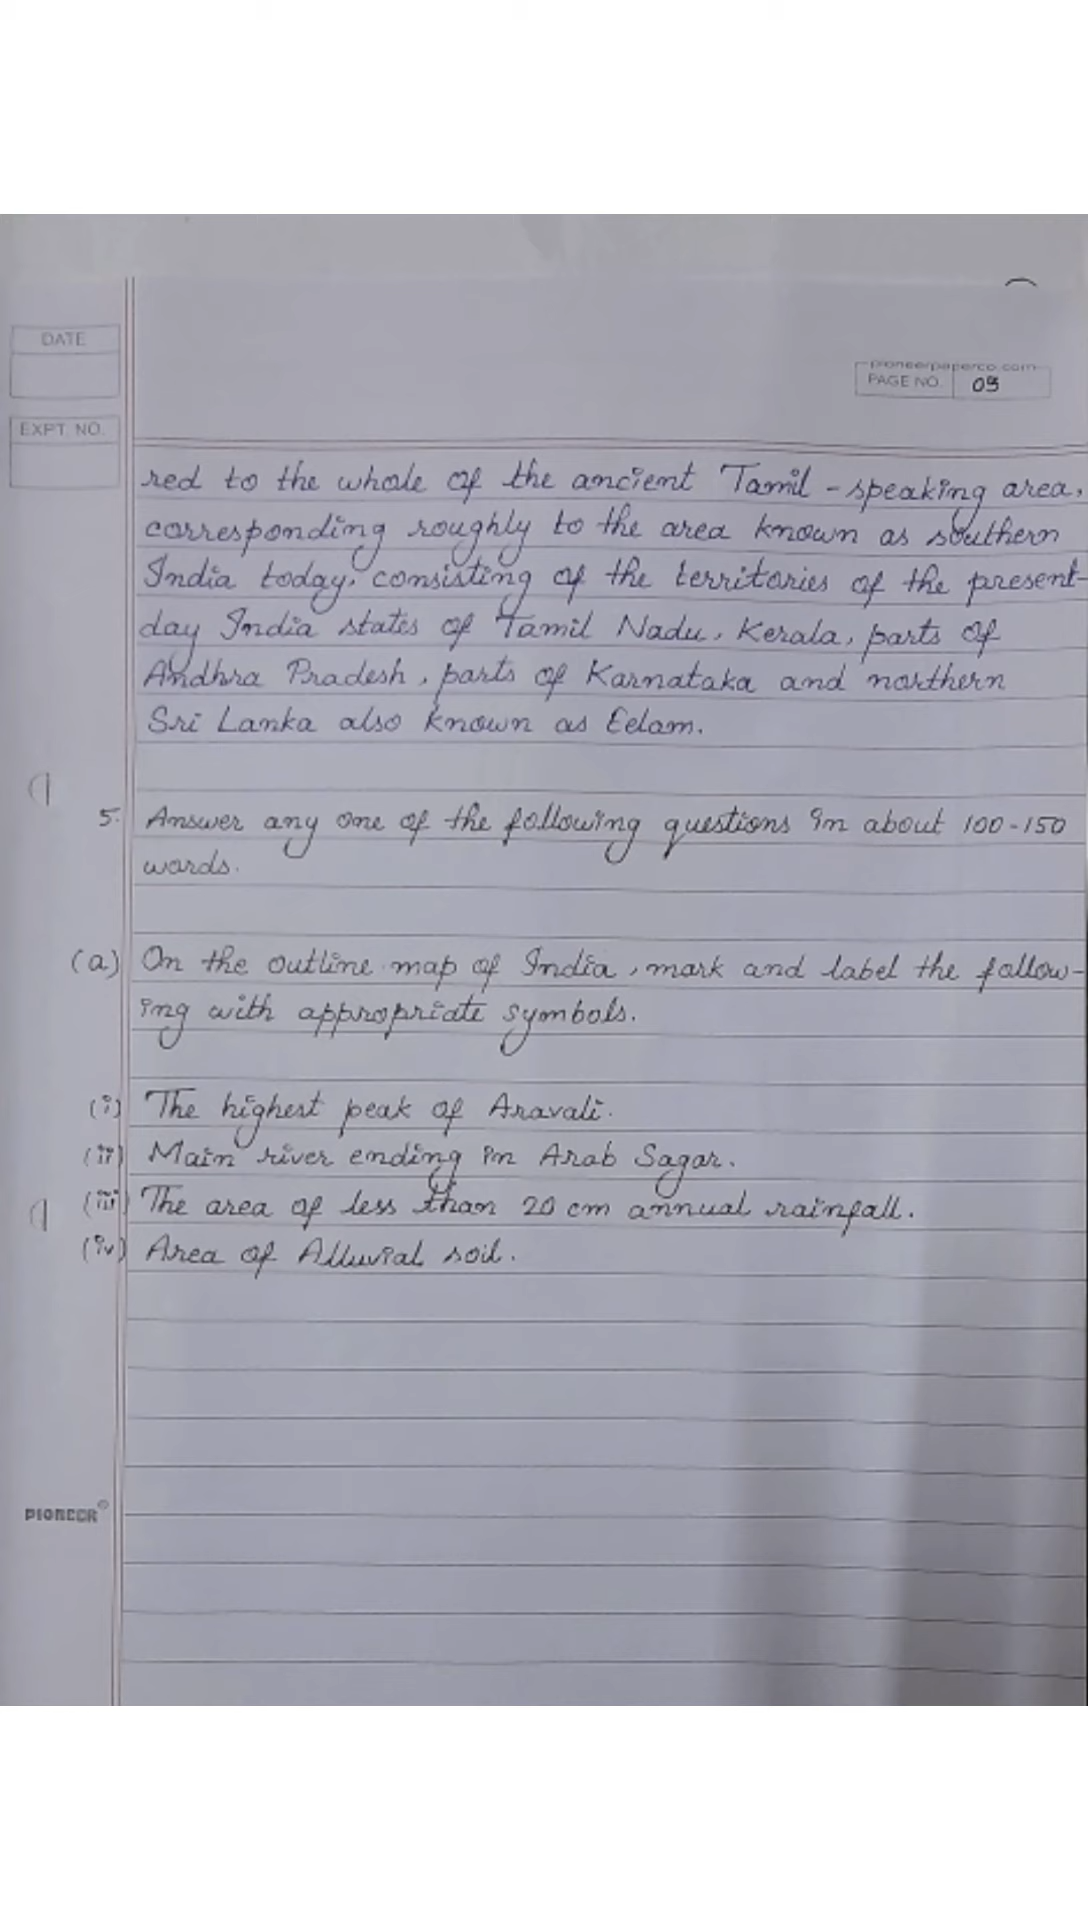 DATE
pioneerpaperco.com
PAGE NO. 03
EXPT. NO.
red to the whole of the ancient Tamil - speaking area,
corresponding roughly to the area known as southern
India today, consisting of the territories of the present-
day India states of Tamil Nadu, Kerala, parts of
Andhra Pradesh, parts of Karnataka and northern
Sri Lanka also known as Eelam.
5. Answer any one of the following questions in about 100-150
words.
(a) On the outline map of India, mark and label the follow-
ing with appropriate symbols.
(i) The highest peak of Aravali.
(ii) Main river ending in Arab Sagar.
(iii) The area of less than 20 cm annual rainfall.
(iv) Area of Alluvial soil.
PIONEER